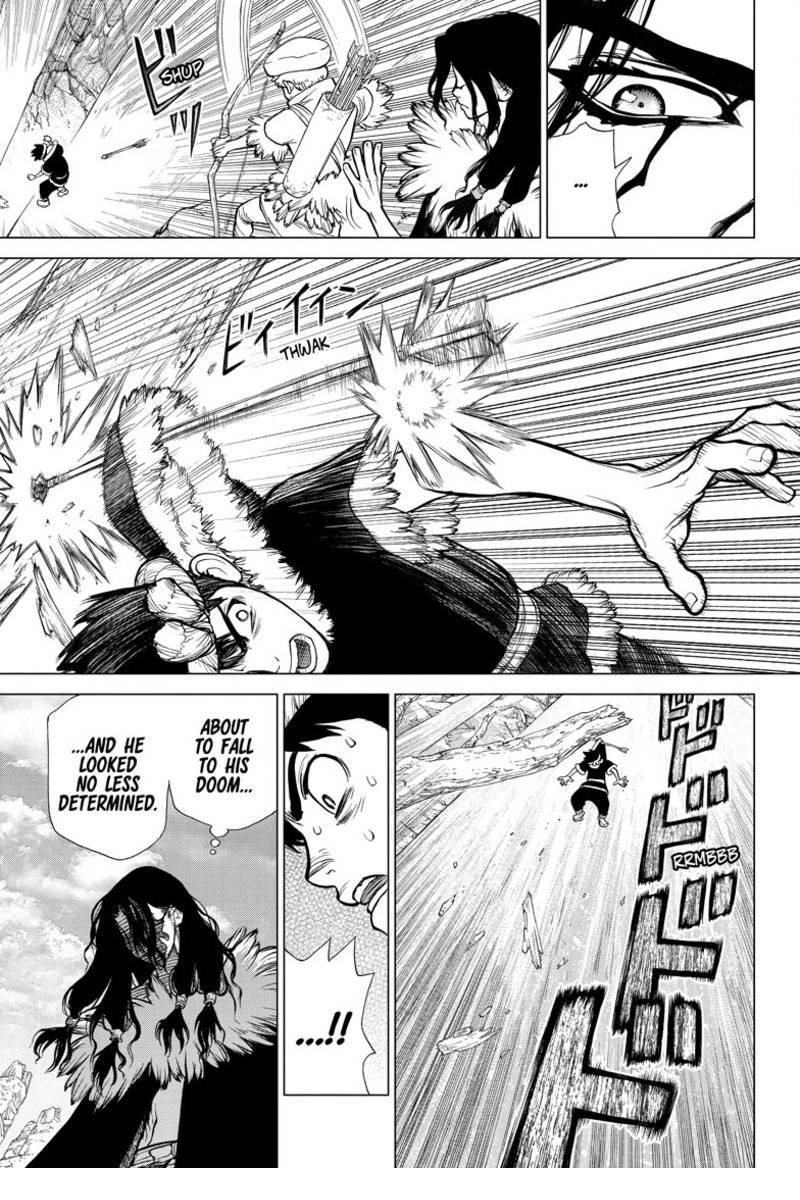 ...
ビッ
SHUP
ビィイイン
THWAK
ドドドドド
RRMBBB
....!!
ABOUT
TO FALL
TO HIS
DOOM...
...AND HE
LOOKED
NO LESS
DETERMINED.